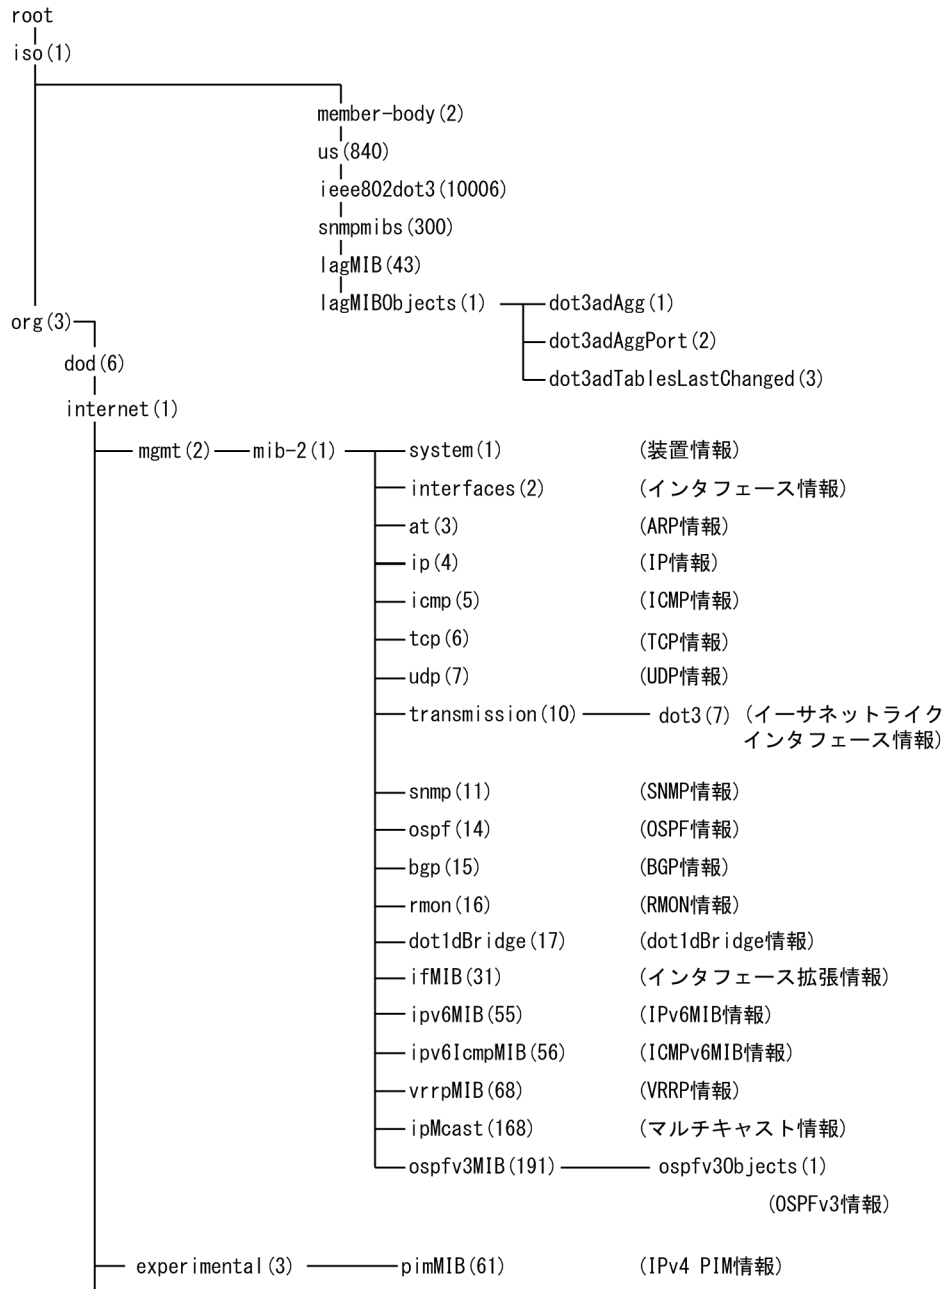 root
iso(1)
member-body(2)
us(840)
ieee802dot3(10006)
snmpmibs(300)
lagMIB(43)
lagMIBObjects(1) dot3adAgg(1)
org(3)
dot3adAggPort(2)
dod(6)
dot3adTablesLastChanged(3)
internet(1)
mgmt(2) mib-2(1) system(1) (装置情報)
interfaces(2) (インタフェース情報)
at(3) (ARP情報)
ip(4) (IP情報)
icmp(5) (ICMP情報)
tcp(6) (TCP情報)
udp(7) (UDP情報)
transmission(10) dot3(7) (イーサネットライク
インタフェース情報)
snmp(11) (SNMP情報)
ospf(14) (OSPF情報)
bgp(15) (BGP情報)
rmon(16) (RMON情報)
dot1dBridge(17) (dot1dBridge情報)
ifMIB(31) (インタフェース拡張情報)
ipv6MIB(55) (IPv6MIB情報)
ipv6IcmpMIB(56) (ICMPv6MIB情報)
vrrpMIB(68) (VRRP情報)
ipMcast(168) (マルチキャスト情報)
ospfv3MIB(191) ospfv3Objects(1)
(OSPFv3情報)
experimental(3) pimMIB(61) (IPv4 PIM情報)